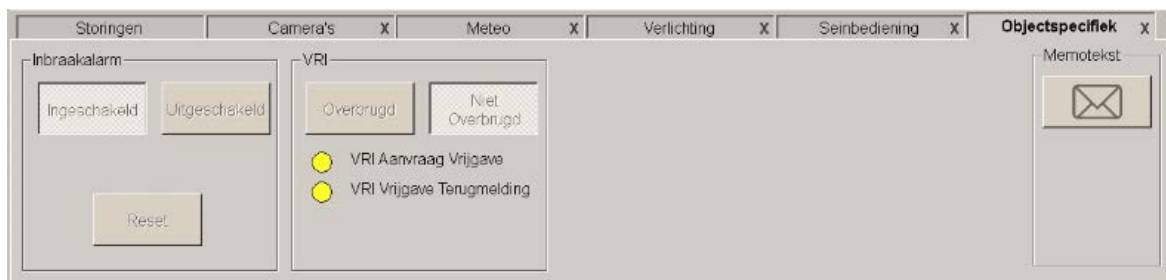 Storingen
Camera's X
Meteo X
Verlichting X
Seinbediening X
Objectspecifiek X
Inbraakalarm
Ingeschakeld
Uitgeschakeld
Reset
VRI
Overbrugd
Niet
Overbrugd
VRI Aanvraag Vrijgave
VRI Vrijgave Terugmelding
Memotekst